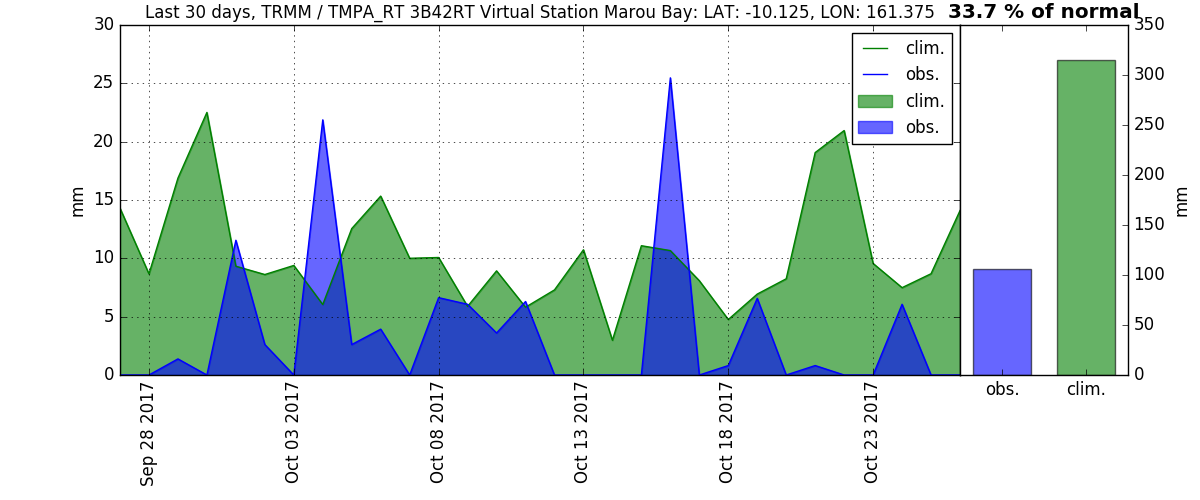 Last 30 days, TRMM / TMPA_RT 3B42RT Virtual Station Marou Bay: LAT: -10.125, LON: 161.375
33.7 % of normal
30
25
20
15
10
5
0
mm
clim.
obs.
clim.
obs.
Sep 28 2017
Oct 03 2017
Oct 08 2017
Oct 13 2017
Oct 18 2017
Oct 23 2017
350
300
250
200
150
100
50
0
mm
obs.
clim.